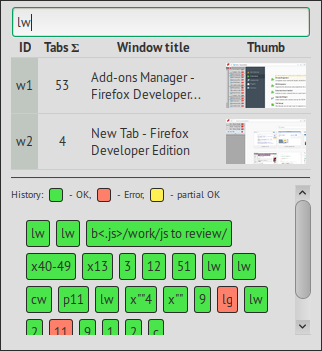 lw
ID Tabs Σ Window title Thumb
w1 53 Add-ons Manager -
Firefox Developer...
w2 4 New Tab - Firefox
Developer Edition
History: - OK, - Error, - partial OK
lw lw b<.js>/work/js to review/
x40-49 x13 3 12 51 lw lw
cw p11 lw x""4 x"" 9 lg lw
2 11 9 1 2 c